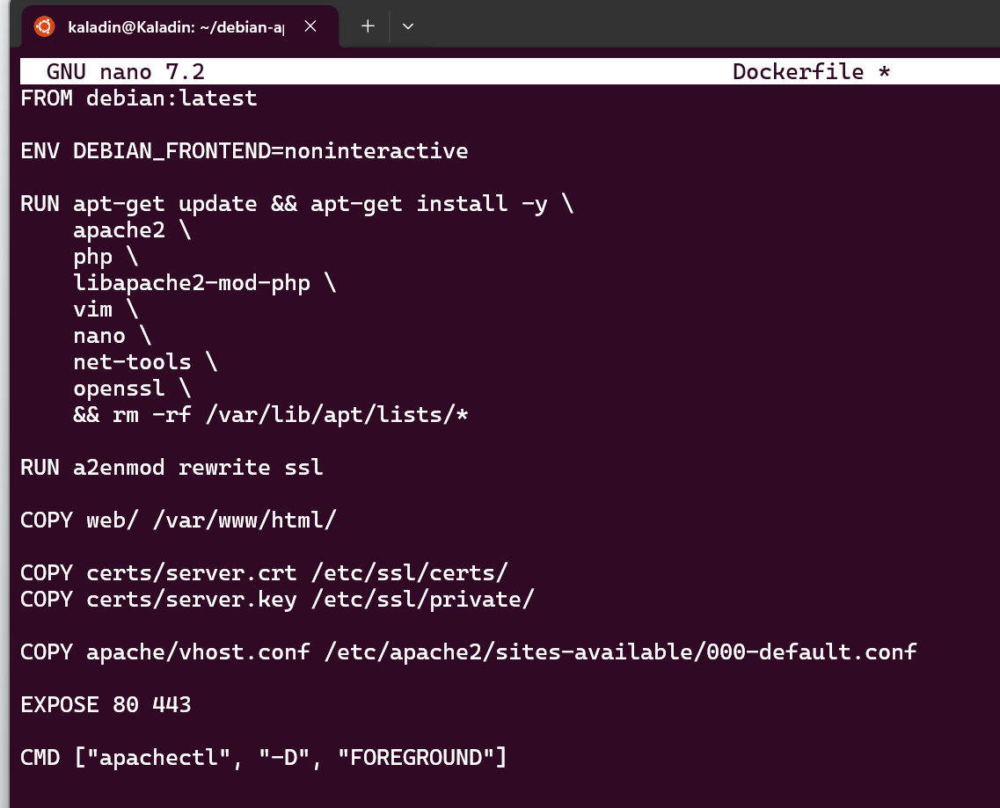 kaladin@Kaladin: ~/debian-ap
GNU nano 7.2 Dockerfile *
FROM debian:latest
ENV DEBIAN_FRONTEND=noninteractive
RUN apt-get update && apt-get install -y \
    apache2 \
    php \
    libapache2-mod-php \
    vim \
    nano \
    net-tools \
    openssl \
    && rm -rf /var/lib/apt/lists/*
RUN a2enmod rewrite ssl
COPY web/ /var/www/html/
COPY certs/server.crt /etc/ssl/certs/
COPY certs/server.key /etc/ssl/private/
COPY apache/vhost.conf /etc/apache2/sites-available/000-default.conf
EXPOSE 80 443
CMD ["apachectl", "-D", "FOREGROUND"]